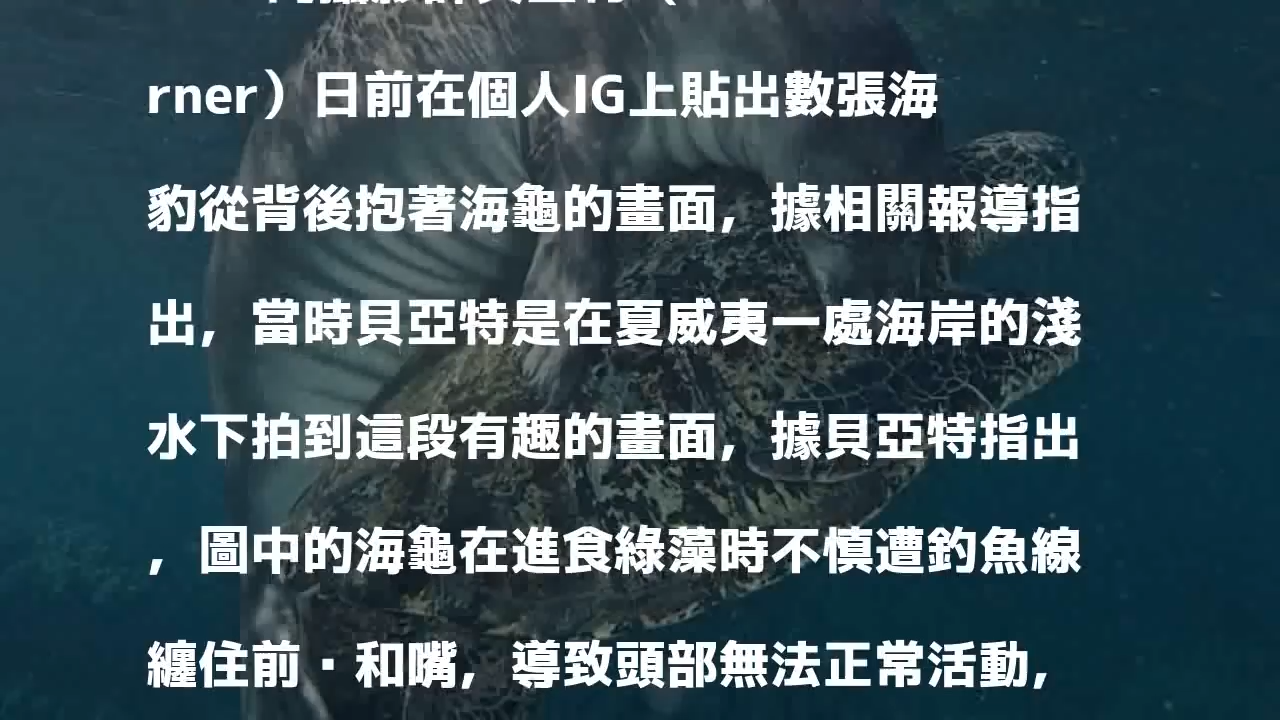 rner）日前在個人IG上貼出數張海
豹從背後抱著海龜的畫面，據相關報導指
出，當時貝亞特是在夏威夷一處海岸的淺
水下拍到這段有趣的畫面，據貝亞特指出
，圖中的海龜在進食綠藻時不慎遭釣魚線
纏住前·和嘴，導致頭部無法正常活動，